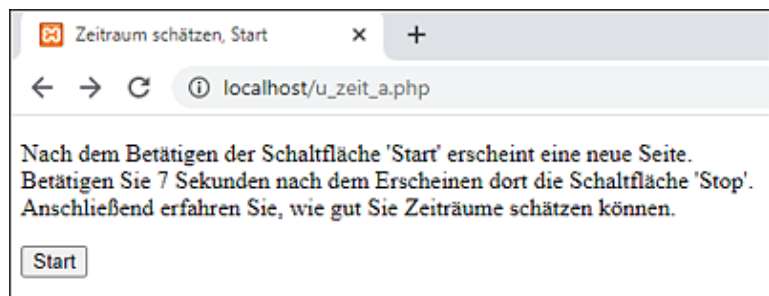 Zeitraum schätzen, Start
localhost/u_zeit_a.php
Nach dem Betätigen der Schaltfläche 'Start' erscheint eine neue Seite.
Betätigen Sie 7 Sekunden nach dem Erscheinen dort die Schaltfläche 'Stop'.
Anschließend erfahren Sie, wie gut Sie Zeiträume schätzen können.
Start